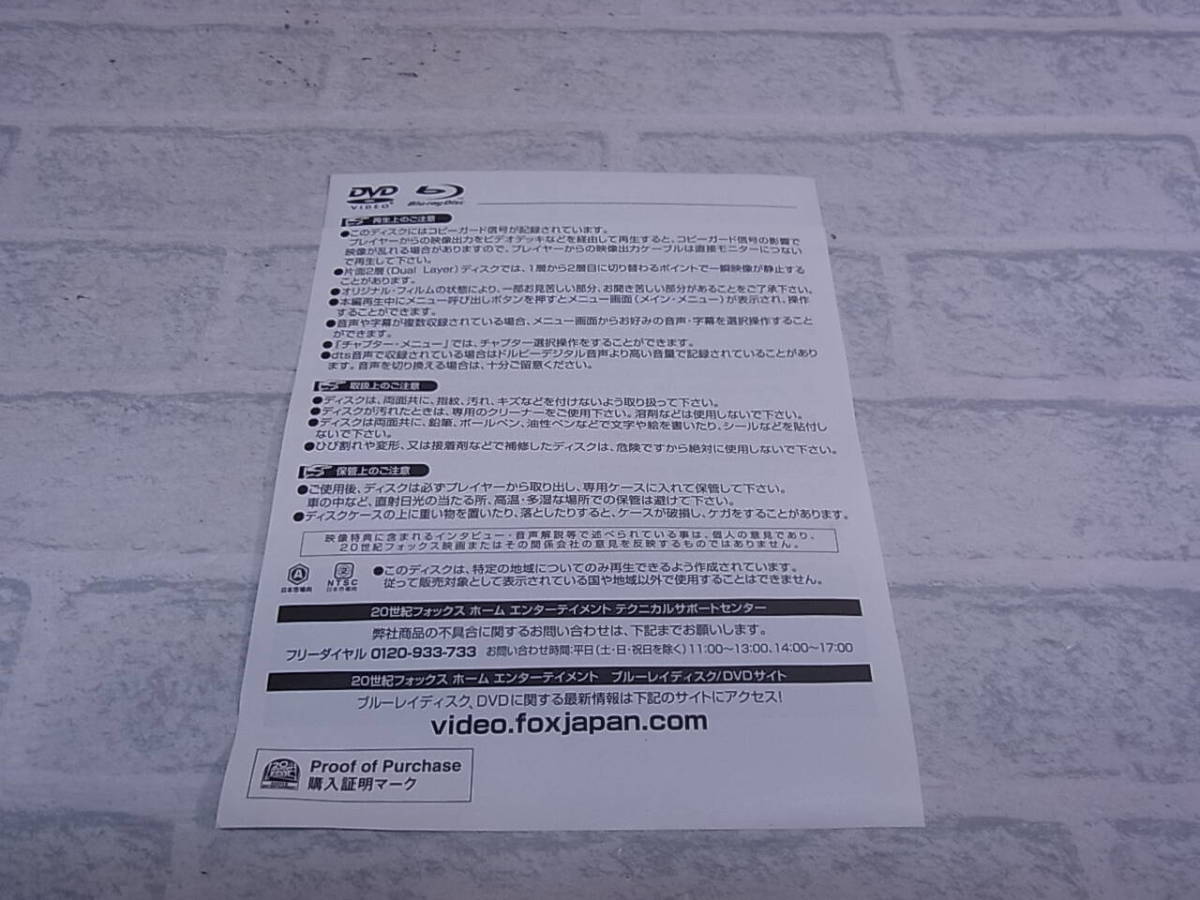 DVD
VIDEO
Blu-ray Disc
再生上のご注意
●このディスクにはコピーガード信号が記録されています。
プレイヤーからの映像出力をビデオデッキなどを経由して再生すると、コピーガード信号の影響で
映像が乱れる場合がありますので、プレイヤーからの映像出力ケーブルは直接モニターにつない
で再生して下さい。
●片面2層(Dual Layer)ディスクでは、1層から2層目に切り替わるポイントで一瞬映像が静止する
ことがあります。
●オリジナル・フィルムの状態により、一部お見苦しい部分、お聞き苦しい部分があることをご了承下さい。
●本編再生中にメニュー呼び出しボタンを押すとメニュー画面(メイン・メニュー)が表示され、操作
することができます。
●音声や字幕が複数収録されている場合、メニュー画面からお好みの音声・字幕を選択操作すること
ができます。
●「チャプター・メニュー」では、チャプター選択操作をすることができます。
●dts音声で収録されている場合はドルビーデジタル音声より高い音量で記録されていることがあり
ます。音声を切り換える場合は、十分ご留意ください。
取扱上のご注意
●ディスクは、両面共に、指紋、汚れ、キズなどを付けないよう取り扱って下さい。
●ディスクが汚れたときは、専用のクリーナーをご使用下さい。溶剤などは使用しないで下さい。
●ディスクは両面共に、鉛筆、ボールペン、油性ペンなどで文字や絵を書いたり、シールなどを貼付し
ないで下さい。
●ひび割れや変形、又は接着剤などで補修したディスクは、危険ですから絶対に使用しないで下さい。
保管上のご注意
●ご使用後、ディスクは必ずプレイヤーから取り出し、専用ケースに入れて保管して下さい。
車の中など、直射日光の当たる所、高温・多湿な場所での保管は避けて下さい。
●ディスクケースの上に重い物を置いたり、落としたりすると、ケースが破損し、ケガをすることがあります。
映像特典に含まれるインタビュー・音声解説等で述べられている事は、個人の意見であり、
20世紀フォックス映画またはその関係会社の意見を反映するものではありません。
A
日本市場向
2
NTSC
日本市場向
●このディスクは、特定の地域についてのみ再生できるよう作成されています。
従って販売対象として表示されている国や地域以外で使用することはできません。
20世紀フォックス ホーム エンターテイメント テクニカルサポートセンター
弊社商品の不具合に関するお問い合わせは、下記までお願いします。
フリーダイヤル 0120-933-733 お問い合わせ時間:平日(土・日・祝日を除く)11:00〜13:00、14:00〜17:00
20世紀フォックス ホーム エンターテイメント ブルーレイディスク/DVDサイト
ブルーレイディスク、DVDに関する最新情報は下記のサイトにアクセス!
video.foxjapan.com
Proof of Purchase
購入証明マーク